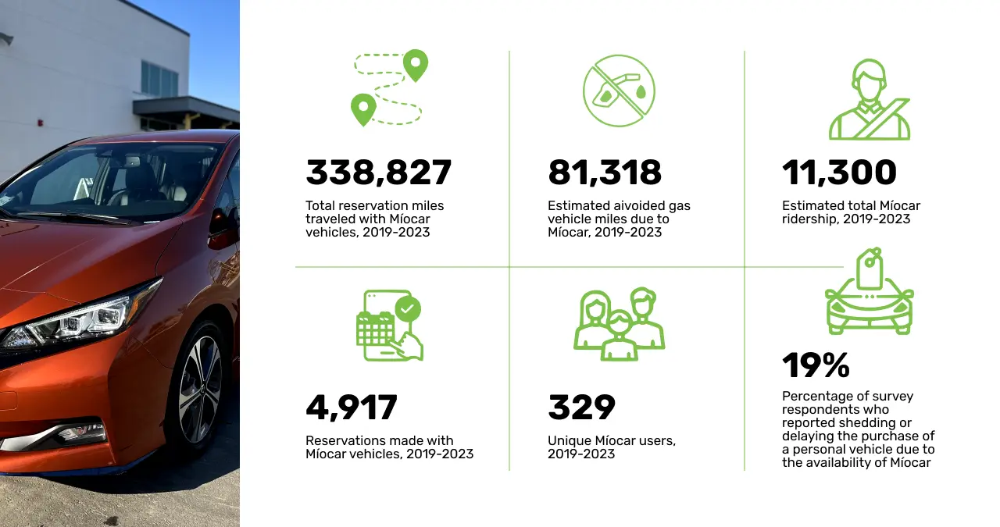 338,827
Total reservation miles
traveled with Míocar
vehicles, 2019-2023
81,318
Estimated aivoided gas
vehicle miles due to
Míocar, 2019-2023
11,300
Estimated total Míocar
ridership, 2019-2023
4,917
Reservations made with
Míocar vehicles, 2019-2023
329
Unique Míocar users,
2019-2023
19%
Percentage of survey
respondents who
reported shedding or
delaying the purchase of
a personal vehicle due to
the availability of Míocar